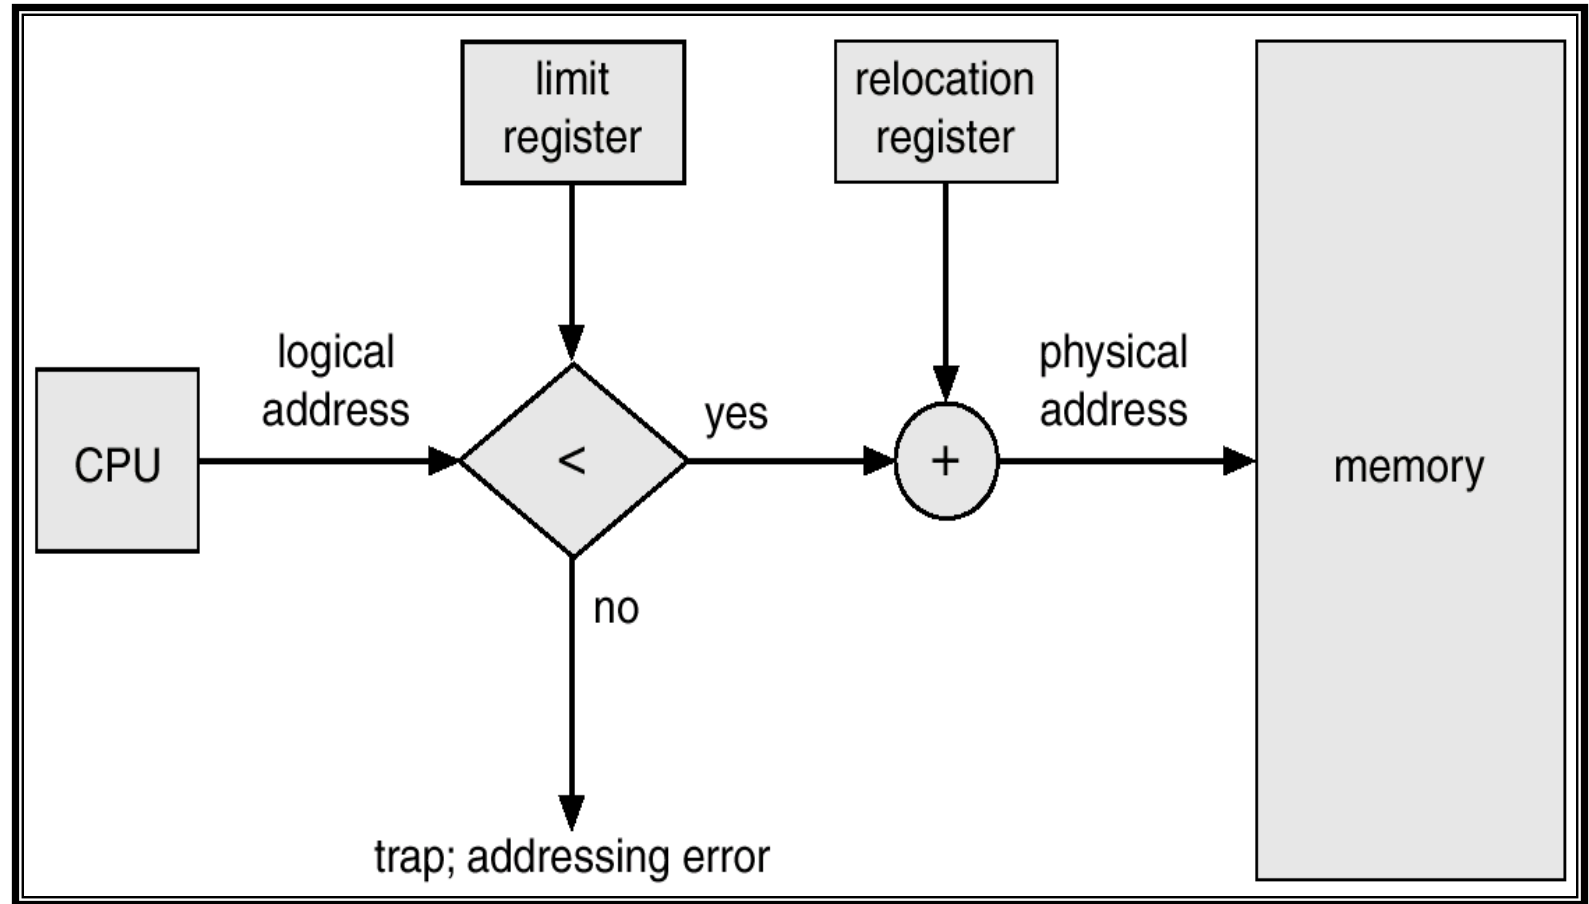 limit
register
relocation
register
logical
address
physical
address
CPU
<
yes
+
memory
no
trap; addressing error